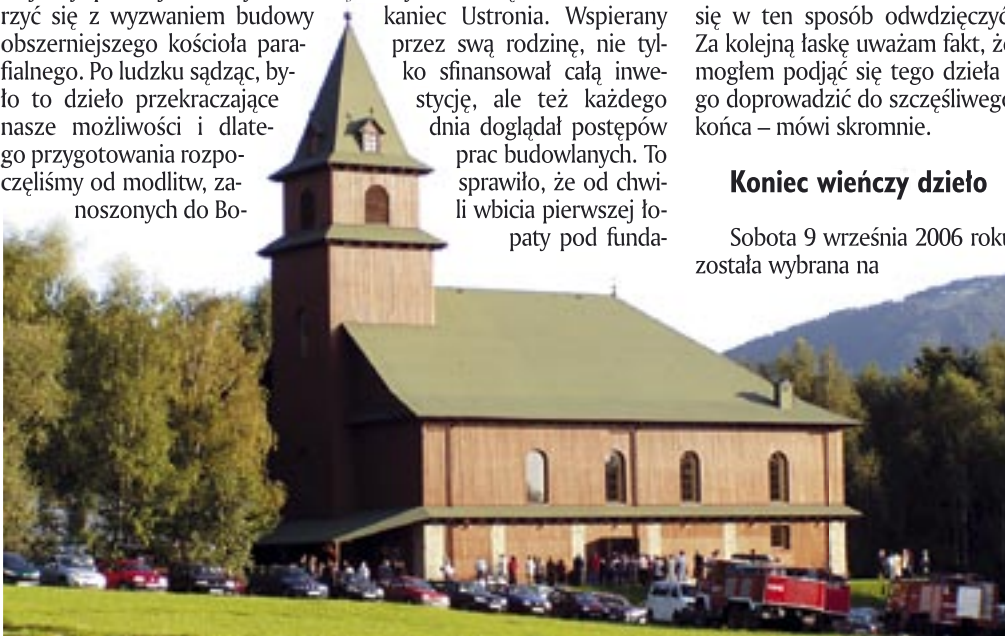 rzyć się z wyzwaniem budowy
obszerniejszego kościoła para-
fialnego. Po ludzku sądząc, by-
ło to dzieło przekraczające
nasze możliwości i dlate-
go przygotowania rozpo-
częliśmy od modlitw, za-
noszonych do Bo-
kaniec Ustronia. Wspierany
przez swą rodzinę, nie tyl-
ko sfinansował całą inwe-
stycję, ale też każdego
dnia doglądał postępów
prac budowlanych. To
sprawiło, że od chwi-
li wbicia pierwszej ło-
paty pod funda-
się w ten sposób odwdzięczyć
Za kolejną łaskę uważam fakt, że
mogłem podjąć się tego dzieła
go doprowadzić do szczęśliwego
końca – mówi skromnie.
Koniec wieńczy dzieło
Sobota 9 września 2006 roku
została wybrana na